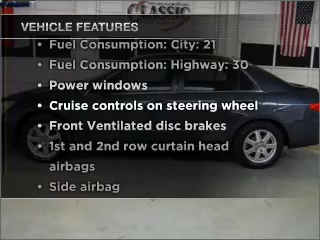 CLASSIC
VEHICLE FEATURES
• Fuel Consumption: City: 21
• Fuel Consumption: Highway: 30
• Power windows
• Cruise controls on steering wheel
• Front Ventilated disc brakes
• 1st and 2nd row curtain head
airbags
• Side airbag